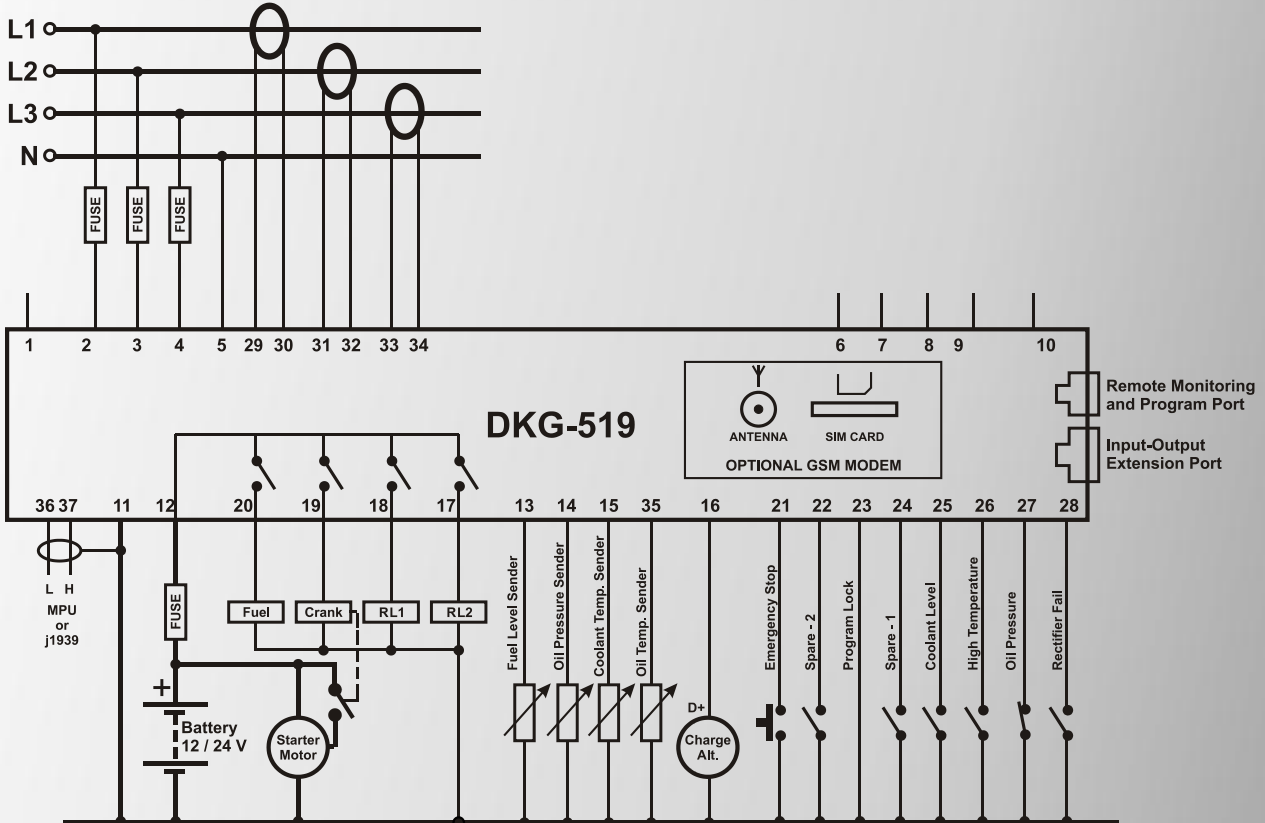 L1
L2
L3
N
FUSE
FUSE
FUSE
1 2 3 4 5 29 30 31 32 33 34 6 7 8 9 10
DKG-519
ANTENNA SIM CARD
OPTIONAL GSM MODEM
Remote Monitoring
and Program Port
Input-Output
Extension Port
36 37 11 12 20 19 18 17 13 14 15 35 16 21 22 23 24 25 26 27 28
L H
MPU
or
j1939
FUSE
Fuel Crank RL1 RL2
Fuel Level Sender
Oil Pressure Sender
Coolant Temp. Sender
Oil Temp. Sender
Emergency Stop
Spare - 2
Program Lock
Spare - 1
Coolant Level
High Temperature
Oil Pressure
Rectifier Fail
+
Battery
12 / 24 V
Starter
Motor
D+
Charge
Alt.